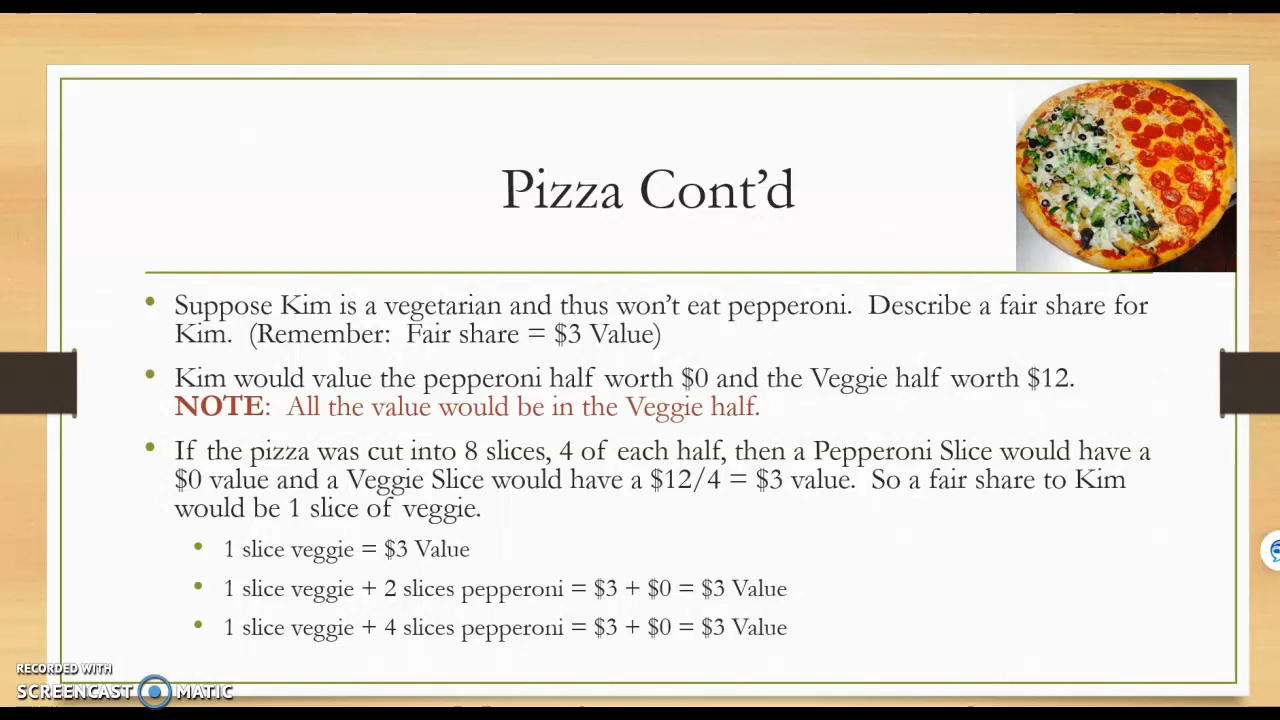 Pizza Cont’d
Suppose Kim is a vegetarian and thus won’t eat pepperoni.  Describe a fair share for
Kim.  (Remember:  Fair share = $3 Value)
Kim would value the pepperoni half worth $0 and the Veggie half worth $12.
NOTE:  All the value would be in the Veggie half.
If the pizza was cut into 8 slices, 4 of each half, then a Pepperoni Slice would have a
$0 value and a Veggie Slice would have a $12/4 = $3 value.  So a fair share to Kim
would be 1 slice of veggie.
1 slice veggie = $3 Value
1 slice veggie + 2 slices pepperoni = $3 + $0 = $3 Value
1 slice veggie + 4 slices pepperoni = $3 + $0 = $3 Value
RECORDED WITH
SCREENCAST MATIC